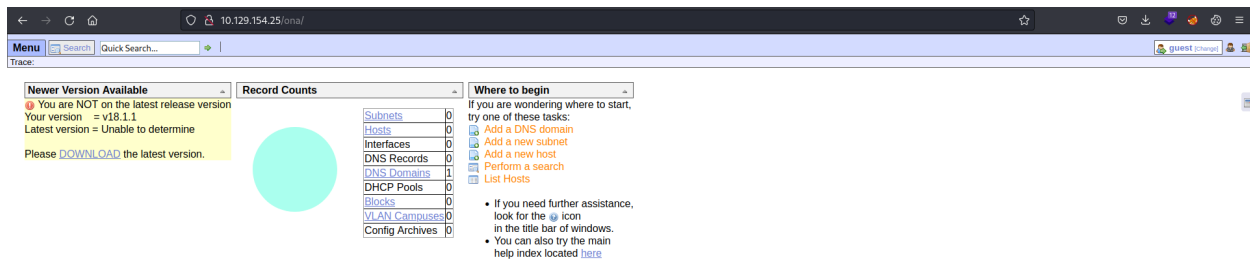 10.129.154.25/ona/
12
Menu Search Quick Search...
guest [Change]
Trace:
Newer Version Available
You are NOT on the latest release version
Your version = v18.1.1
Latest version = Unable to determine
Please DOWNLOAD the latest version.
Record Counts
Subnets 0
Hosts 0
Interfaces 0
DNS Records 0
DNS Domains 1
DHCP Pools 0
Blocks 0
VLAN Campuses 0
Config Archives 0
Where to begin
If you are wondering where to start,
try one of these tasks:
Add a DNS domain
Add a new subnet
Add a new host
Perform a search
List Hosts
• If you need further assistance,
look for the icon
in the title bar of windows.
• You can also try the main
help index located here